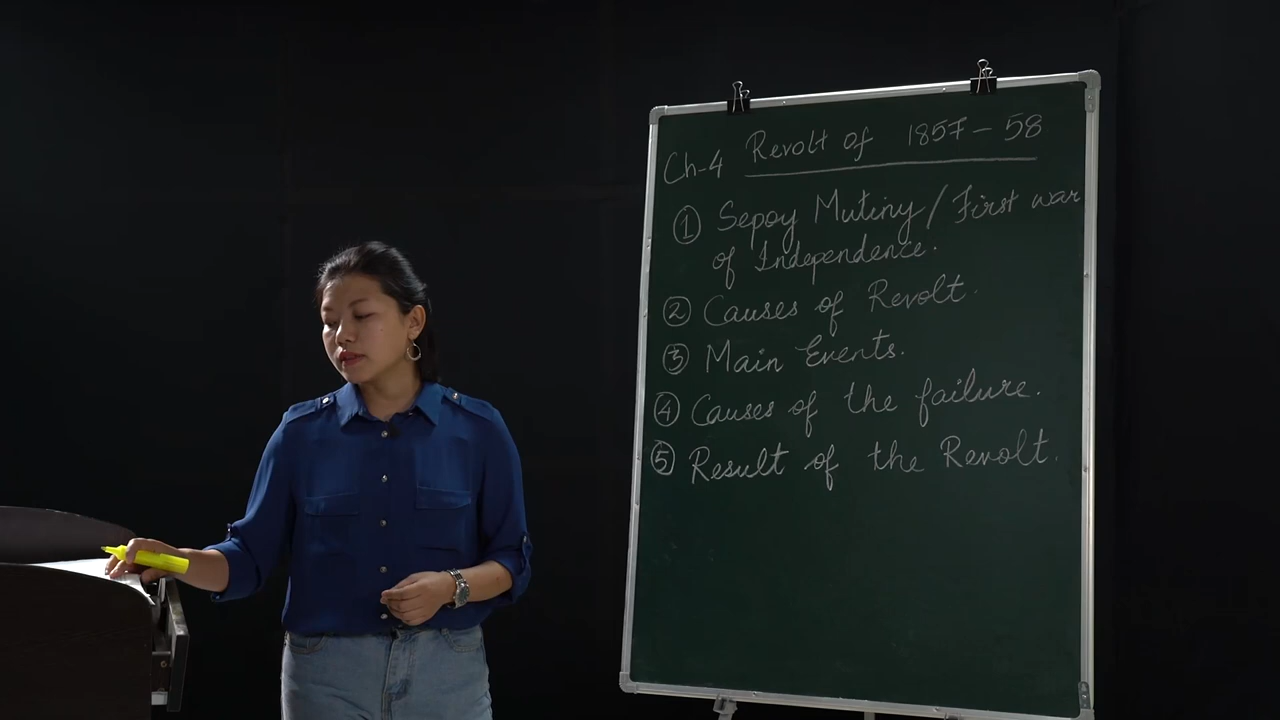 Ch-4 Revolt of 1857-58
① Sepoy Mutiny / First war
of Independence.
② Causes of Revolt.
③ Main Events.
④ Causes of the failure.
⑤ Result of the Revolt.